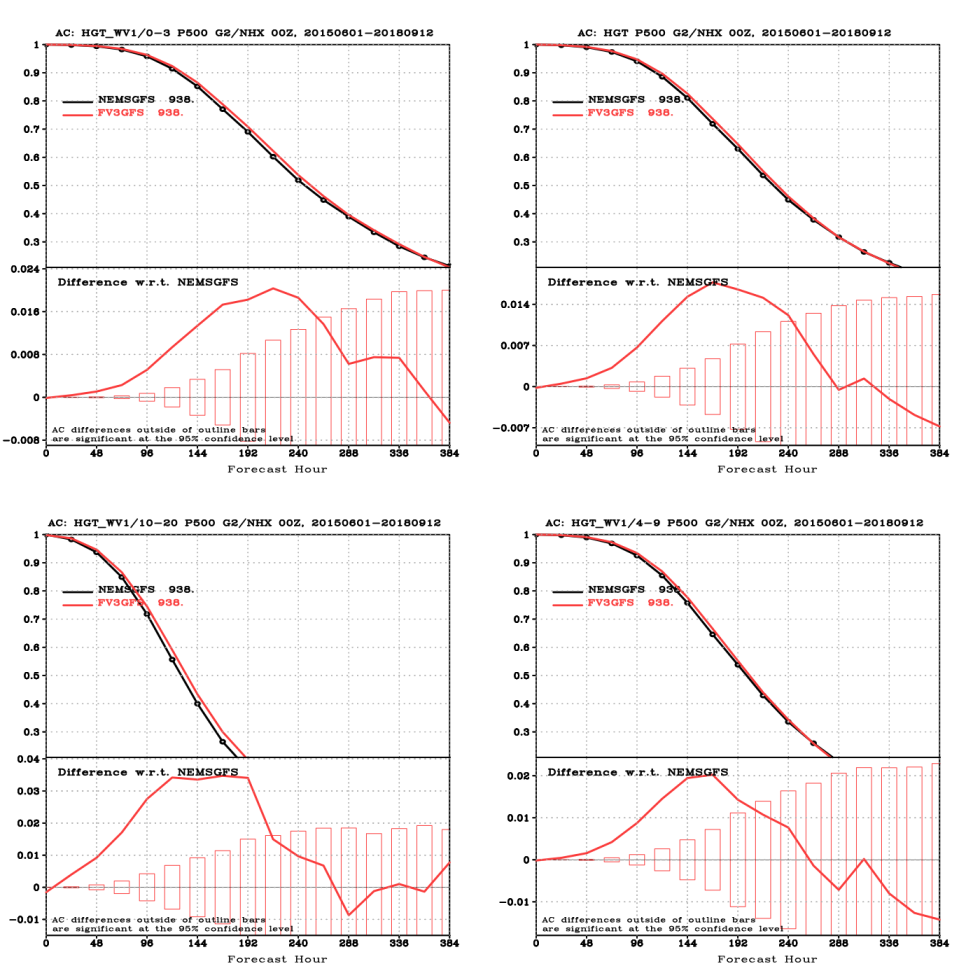 AC: HGT_WV1/0-3 P500 G2/NHX 00Z, 20150601-20180912
1
0.9
0.8
0.7
0.6
0.5
0.4
0.3
NEMSGFS 938.
FV3GFS 938.
0.024
0.016
0.008
0
-0.008
Difference w.r.t. NEMSGFS
AC differences outside of outline bars
are significant at the 95% confidence level
0 48 96 144 192 240 288 336 384
Forecast Hour
AC: HGT P500 G2/NHX 00Z, 20150601-20180912
1
0.9
0.8
0.7
0.6
0.5
0.4
0.3
NEMSGFS 938.
FV3GFS 938.
0.014
0.007
0
-0.007
Difference w.r.t. NEMSGFS
AC differences outside of outline bars
are significant at the 95% confidence level
0 48 96 144 192 240 288 336 384
Forecast Hour
AC: HGT_WV1/10-20 P500 G2/NHX 00Z, 20150601-20180912
1
0.9
0.8
0.7
0.6
0.5
0.4
0.3
NEMSGFS 938.
FV3GFS 938.
0.04
0.03
0.02
0.01
0
-0.01
Difference w.r.t. NEMSGFS
AC differences outside of outline bars
are significant at the 95% confidence level
0 48 96 144 192 240 288 336 384
Forecast Hour
AC: HGT_WV1/4-9 P500 G2/NHX 00Z, 20150601-20180912
1
0.9
0.8
0.7
0.6
0.5
0.4
0.3
NEMSGFS 938.
FV3GFS 938.
0.02
0.01
0
-0.01
Difference w.r.t. NEMSGFS
AC differences outside of outline bars
are significant at the 95% confidence level
0 48 96 144 192 240 288 336 384
Forecast Hour